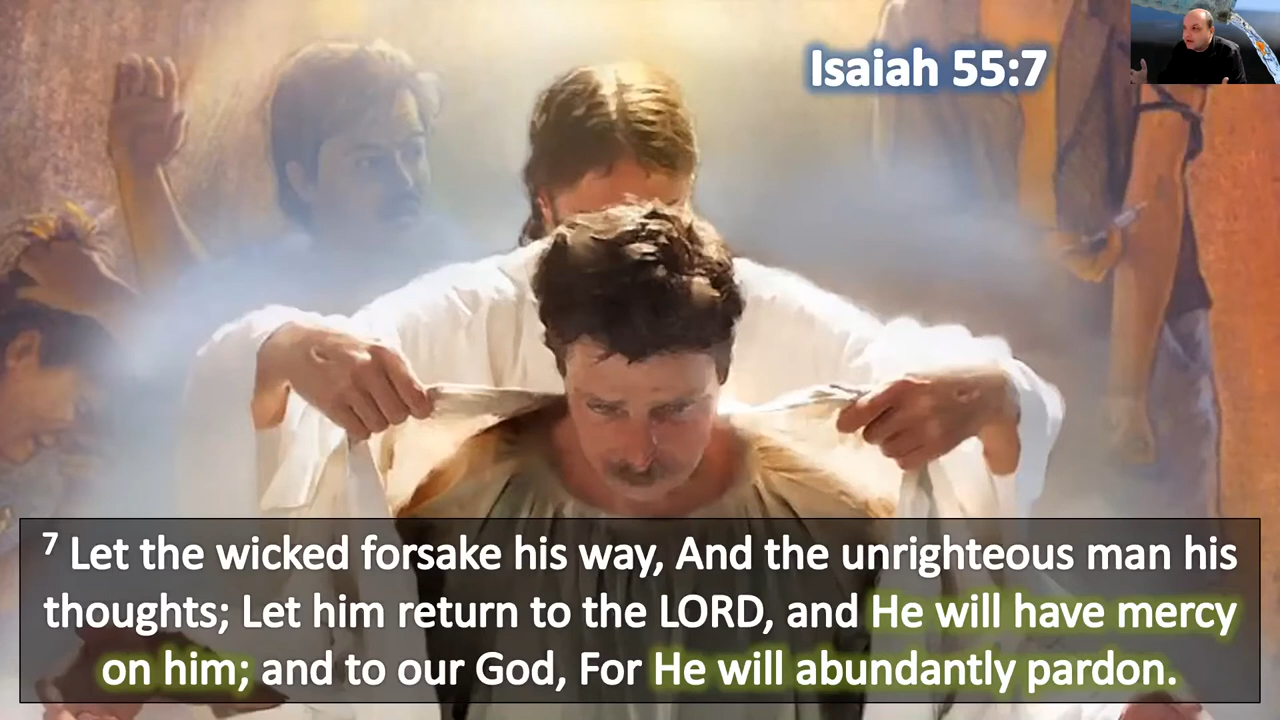 Isaiah 55:7
7 Let the wicked forsake his way, And the unrighteous man his
thoughts; Let him return to the LORD, and He will have mercy
on him; and to our God, For He will abundantly pardon.